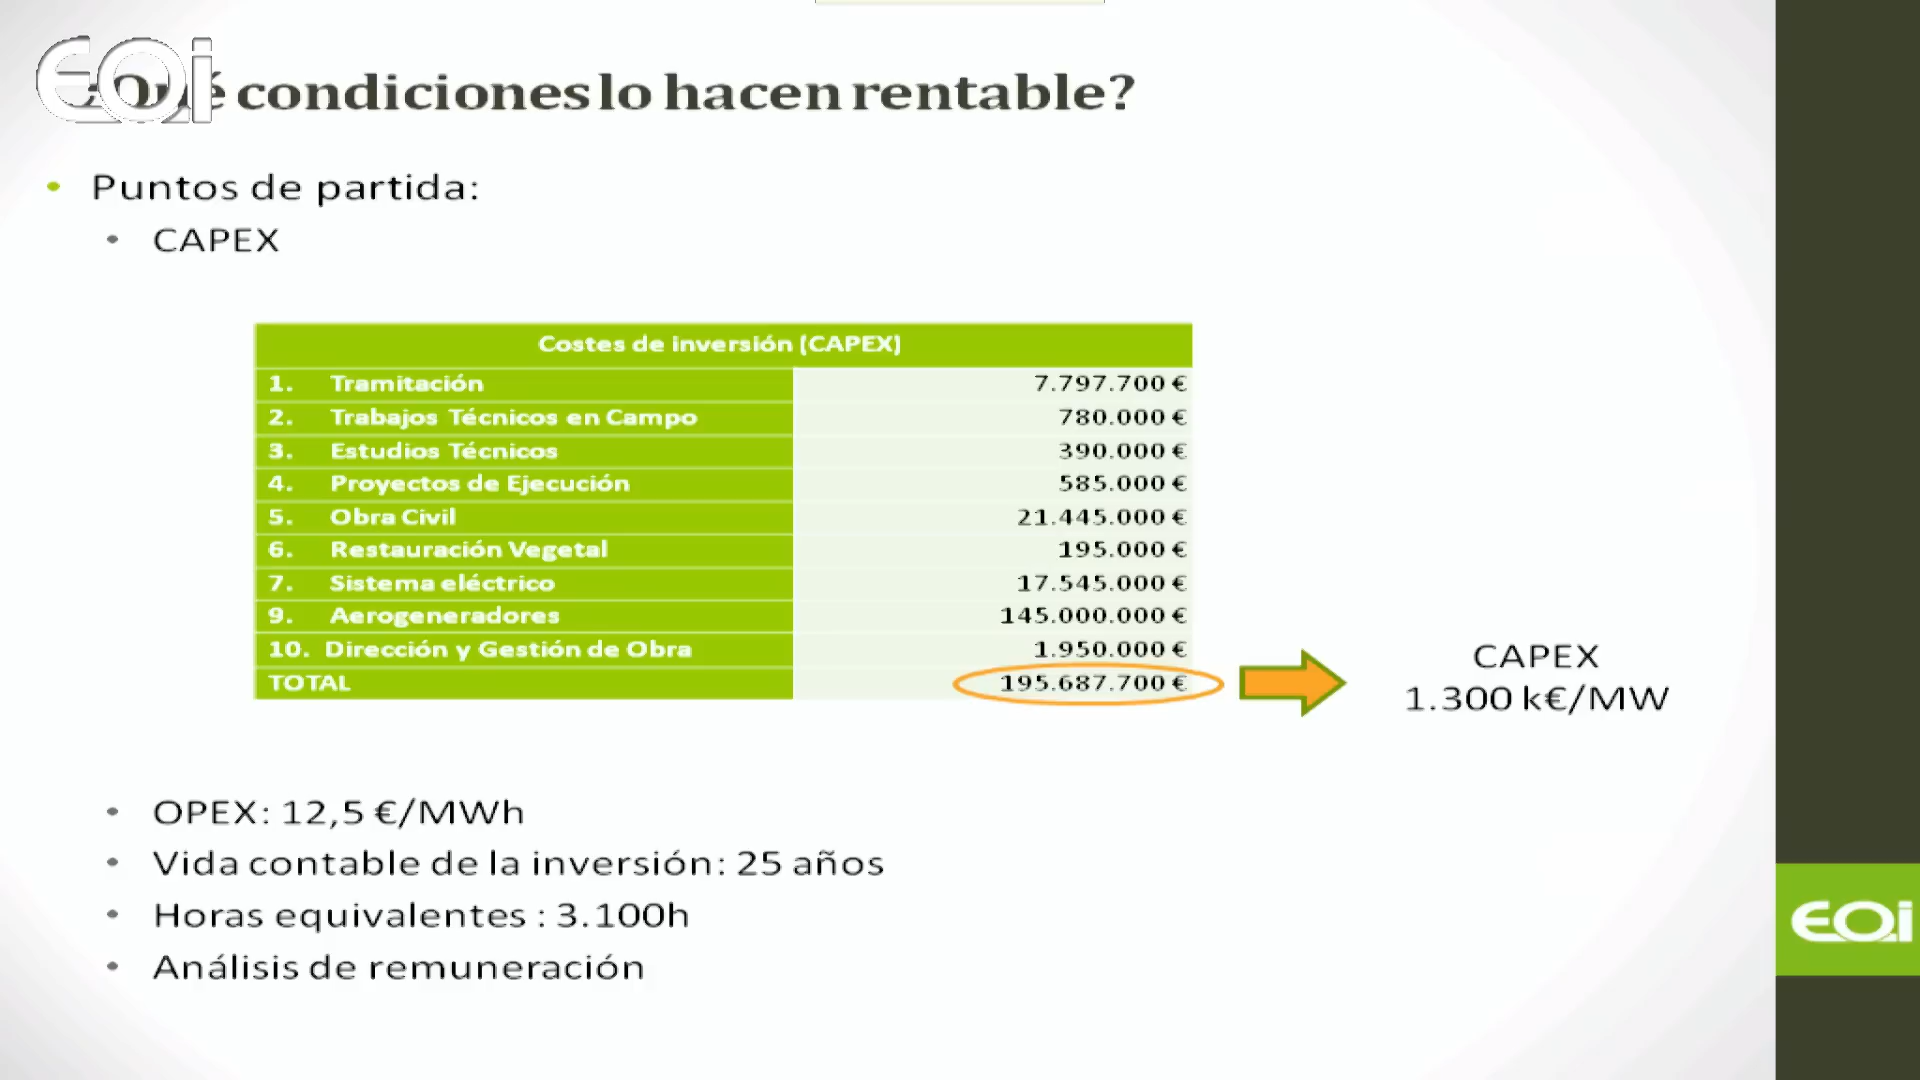 EOi
¿Qué condiciones lo hacen rentable?
• Puntos de partida:
• CAPEX
Costes de inversión (CAPEX)
1. Tramitación 7.797.700 €
2. Trabajos Técnicos en Campo 780.000 €
3. Estudios Técnicos 390.000 €
4. Proyectos de Ejecución 585.000 €
5. Obra Civil 21.445.000 €
6. Restauración Vegetal 195.000 €
7. Sistema eléctrico 17.545.000 €
9. Aerogeneradores 145.000.000 €
10. Dirección y Gestión de Obra 1.950.000 €
TOTAL 195.687.700 €
CAPEX
1.300 k€/MW
• OPEX: 12,5 €/MWh
• Vida contable de la inversión: 25 años
• Horas equivalentes : 3.100h
• Análisis de remuneración
EOi